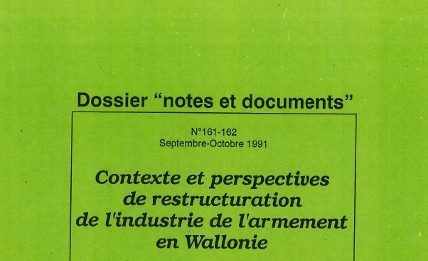 Dossier “notes et documents”
N°161-162
Septembre-Octobre 1991
Contexte et perspectives
de restructuration
de l'industrie de l'armement
en Wallonie